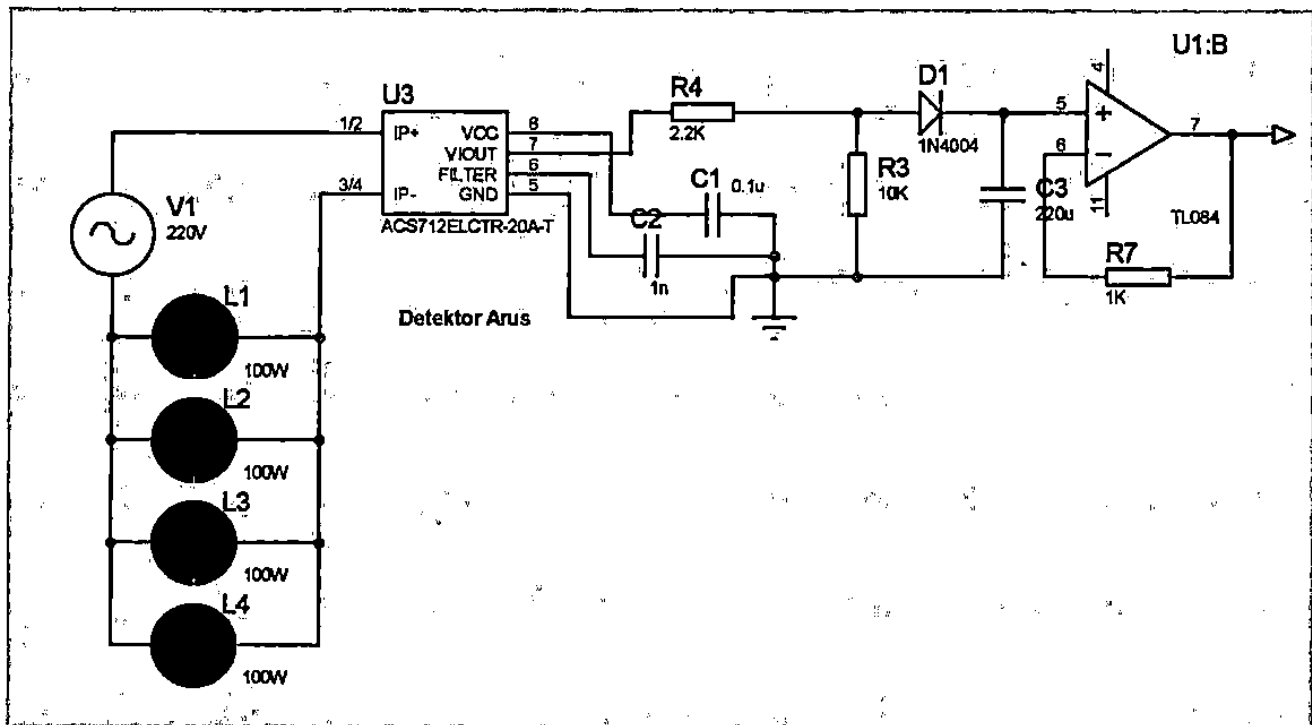 U1:B
U3
1/2
IP+
3/4
IP-
VCC
8
VIOUT
7
FILTER
6
GND
5
ACS712ELCTR-20A-T
V1
220V
R4
2.2K
D1
1N4004
R3
10K
C1
0.1u
C2
1n
C3
220u
4
5
+
6
−
7
11
TL084
R7
1K
Detektor Arus
L1
100W
L2
100W
L3
100W
L4
100W